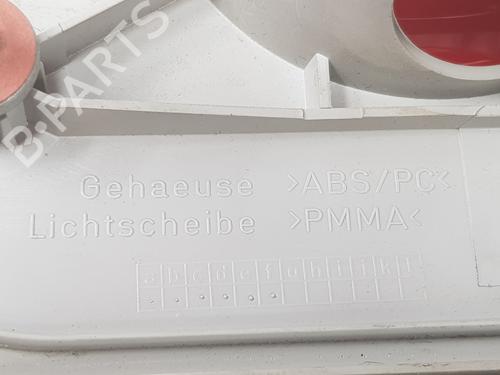 B.PARTS
Gehaeuse >ABS/PC<
Lichtscheibe >PMMA<
a b c d e f g h i j k l